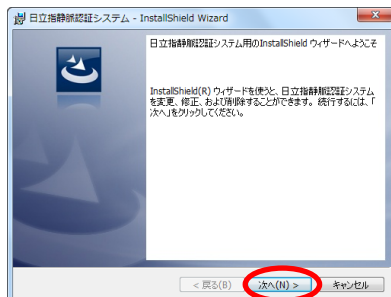 日立指静脈認証システム - InstallShield Wizard
日立指静脈認証システム用のInstallShield ウィザードへようこそ
InstallShield(R) ウィザードを使うと、日立指静脈認証システム
を変更、修正、および削除することができます。続行するには、「
次へ」をクリックしてください。
< 戻る(B)
次へ(N) >
キャンセル